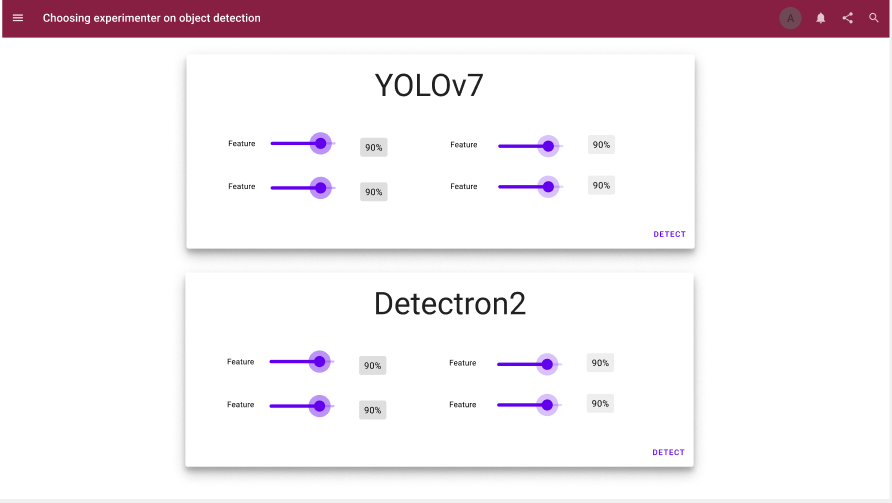 Choosing experimenter on object detection
A
YOLOv7
Feature 90% Feature 90%
Feature 90% Feature 90%
DETECT
Detectron2
Feature 90% Feature 90%
Feature 90% Feature 90%
DETECT